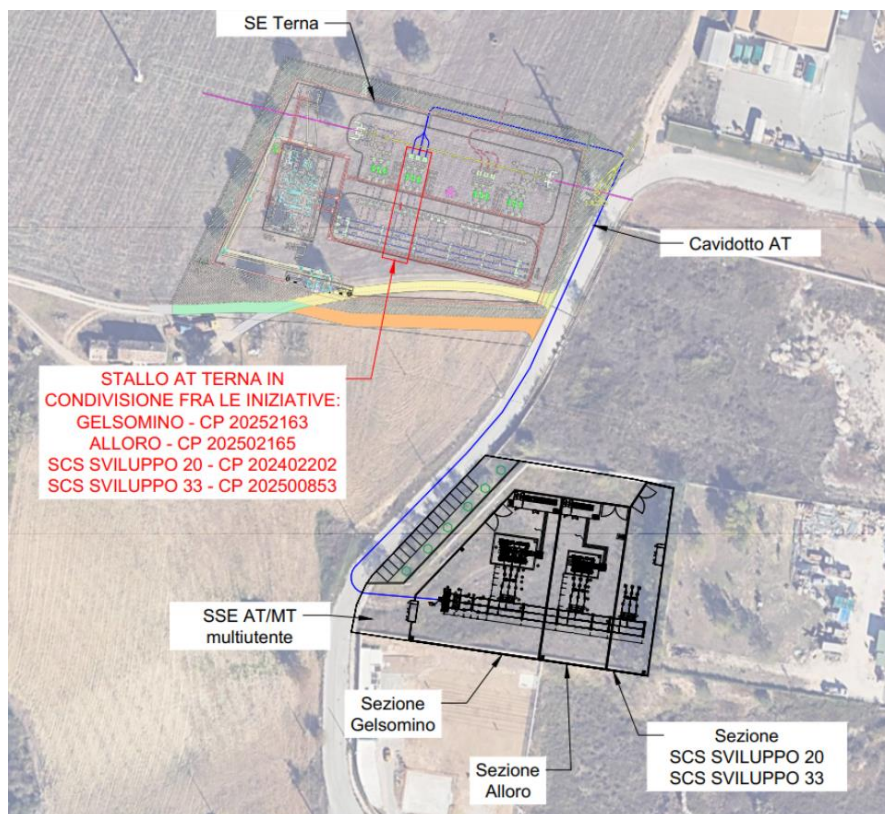 SE Terna
Cavidotto AT
STALLO AT TERNA IN
CONDIVISIONE FRA LE INIZIATIVE:
GELSOMINO - CP 20252163
ALLORO - CP 202502165
SCS SVILUPPO 20 - CP 202402202
SCS SVILUPPO 33 - CP 202500853
SSE AT/MT
multiutente
Sezione
Gelsomino
Sezione
Alloro
Sezione
SCS SVILUPPO 20
SCS SVILUPPO 33